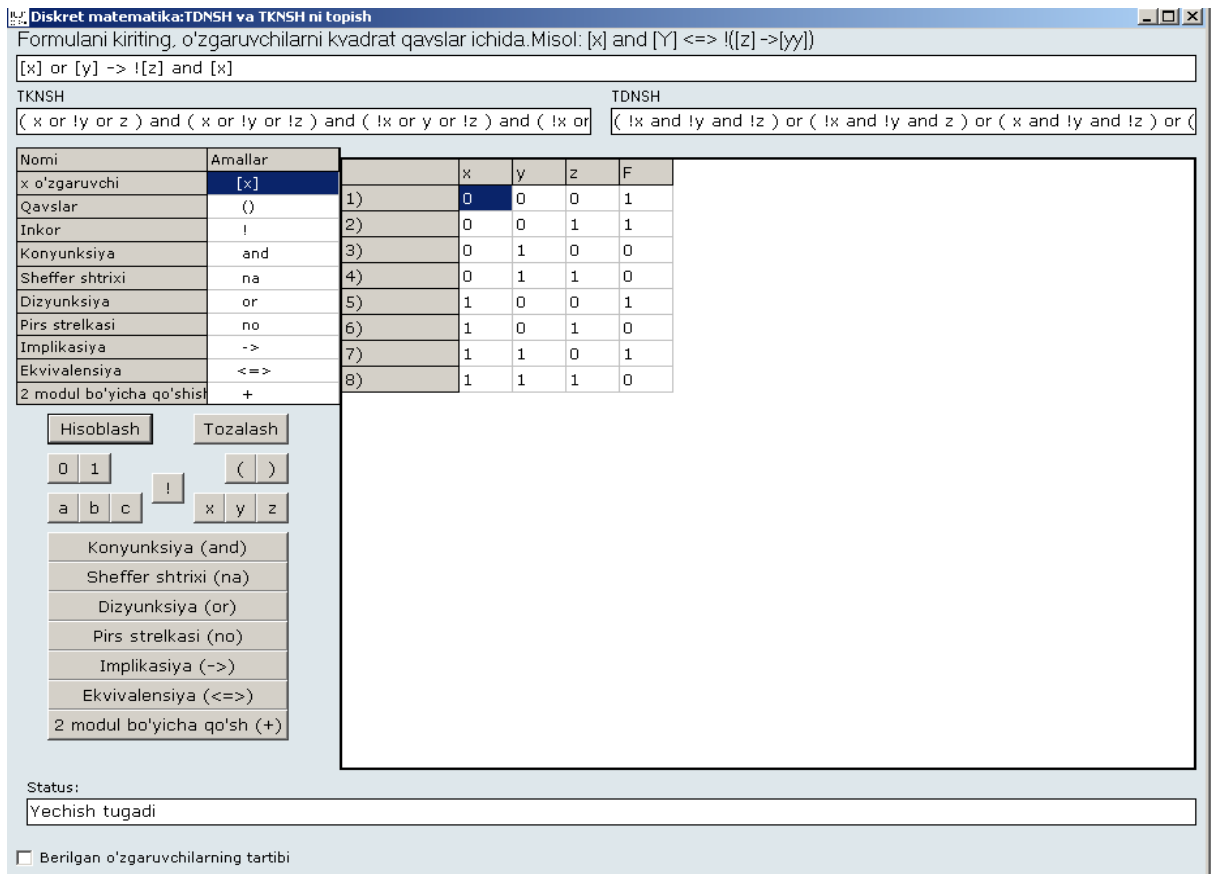 Diskret matematika:TDNSH va TKNSH ni topish
Formulani kiriting, o'zgaruvchilarni kvadrat qavslar ichida.Misol: [x] and [Y] <=> !([z] ->[yy])
[x] or [y] -> ![z] and [x]
TKNSH TDNSH
( x or !y or z ) and ( x or !y or !z ) and ( !x or y or !z ) and ( !x or ( !x and !y and !z ) or ( !x and !y and z ) or ( x and !y and !z ) or (
Nomi Amallar
x o'zgaruvchi [x]
Qavslar ()
Inkor !
Konyunksiya and
Sheffer shtrixi na
Dizyunksiya or
Pirs strelkasi no
Implikasiya ->
Ekvivalensiya <=>
2 modul bo'yicha qo'shish +
x y z F
1) 0 0 0 1
2) 0 0 1 1
3) 0 1 0 0
4) 0 1 1 0
5) 1 0 0 1
6) 1 0 1 0
7) 1 1 0 1
8) 1 1 1 0
Hisoblash Tozalash
0 1 ! ( )
a b c x y z
Konyunksiya (and)
Sheffer shtrixi (na)
Dizyunksiya (or)
Pirs strelkasi (no)
Implikasiya (->)
Ekvivalensiya (<=>)
2 modul bo'yicha qo'sh (+)
Status:
Yechish tugadi
Berilgan o'zgaruvchilarning tartibi